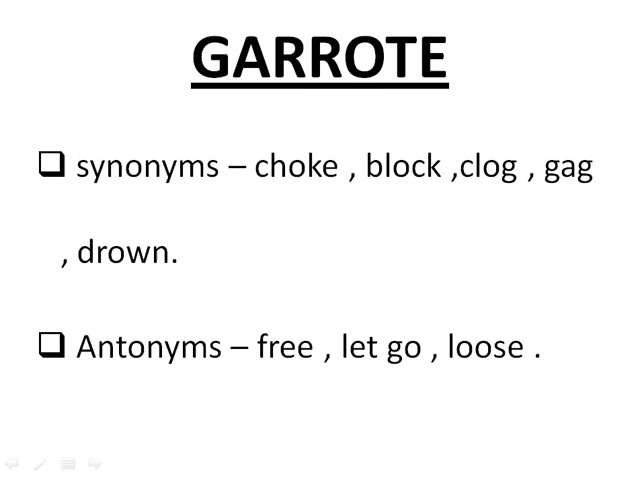 GARROTE
synonyms – choke , block ,clog , gag
, drown.
Antonyms – free , let go , loose .